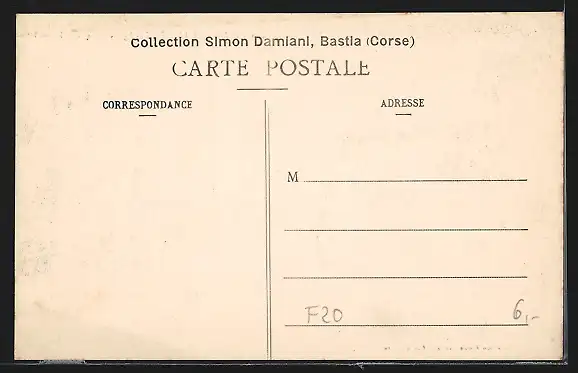 Collection Simon Damiani, Bastia (Corse)
CARTE POSTALE
CORRESPONDANCE
ADRESSE
M
F20
6,-